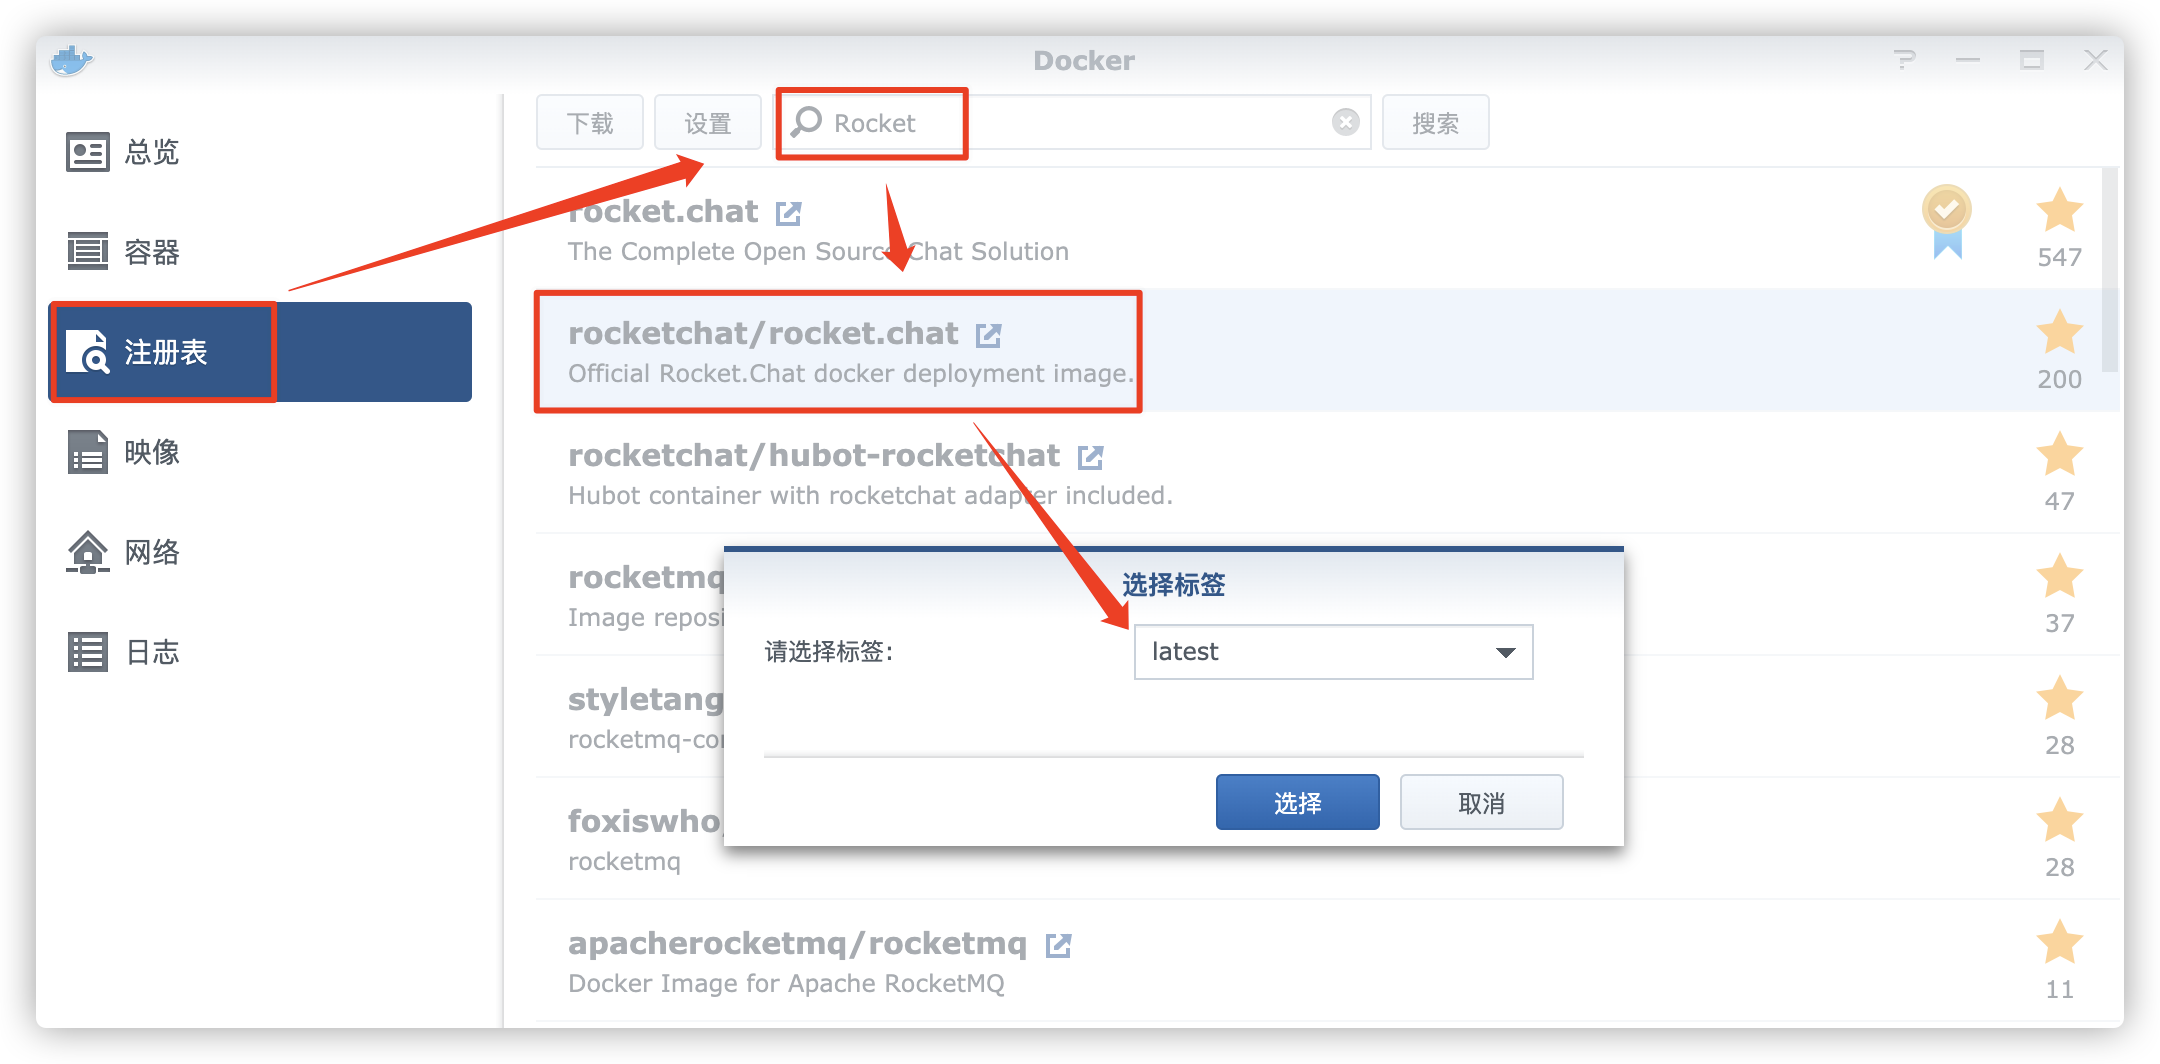 Docker
总览
容器
注册表
映像
网络
日志
下载
设置
Rocket
搜索
rocket.chat
The Complete Open Source Chat Solution
547
rocketchat/rocket.chat
Official Rocket.Chat docker deployment image.
200
rocketchat/hubot-rocketchat
Hubot container with rocketchat adapter included.
47
rocketmq
Image reposi
37
styletang
rocketmq-con
28
foxiswho
rocketmq
28
apacherocketmq/rocketmq
Docker Image for Apache RocketMQ
11
选择标签
请选择标签:
latest
选择
取消